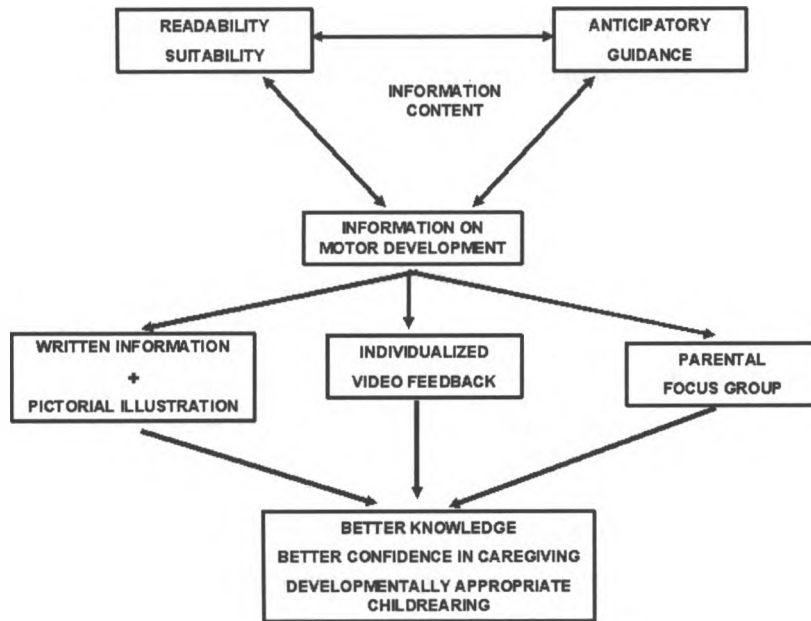 READABILITY
SUITABILITY
ANTICIPATORY
GUIDANCE
INFORMATION
CONTENT
INFORMATION ON
MOTOR DEVELOPMENT
WRITTEN INFORMATION
+
PICTORIAL ILLUSTRATION
INDIVIDUALIZED
VIDEO FEEDBACK
PARENTAL
FOCUS GROUP
BETTER KNOWLEDGE
BETTER CONFIDENCE IN CAREGIVING
DEVELOPMENTALLY APPROPRIATE
CHILDREARING